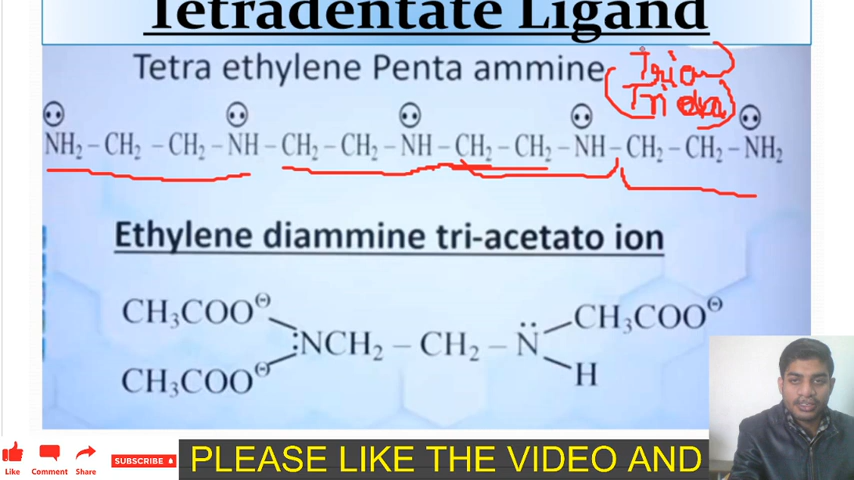 Tetradentate Ligand
Tetra ethylene Penta ammine
Trien
NH₂ – CH₂ – CH₂ – NH – CH₂ – CH₂ – NH – CH₂ – CH₂ – NH – CH₂ – CH₂ – NH₂
Ethylene diammine tri-acetato ion
CH₃COO⊖
CH₃COO⊖
:NCH₂ – CH₂ – N̈
CH₃COO⊖
H
Like
Comment
Share
SUBSCRIBE
PLEASE LIKE THE VIDEO AND